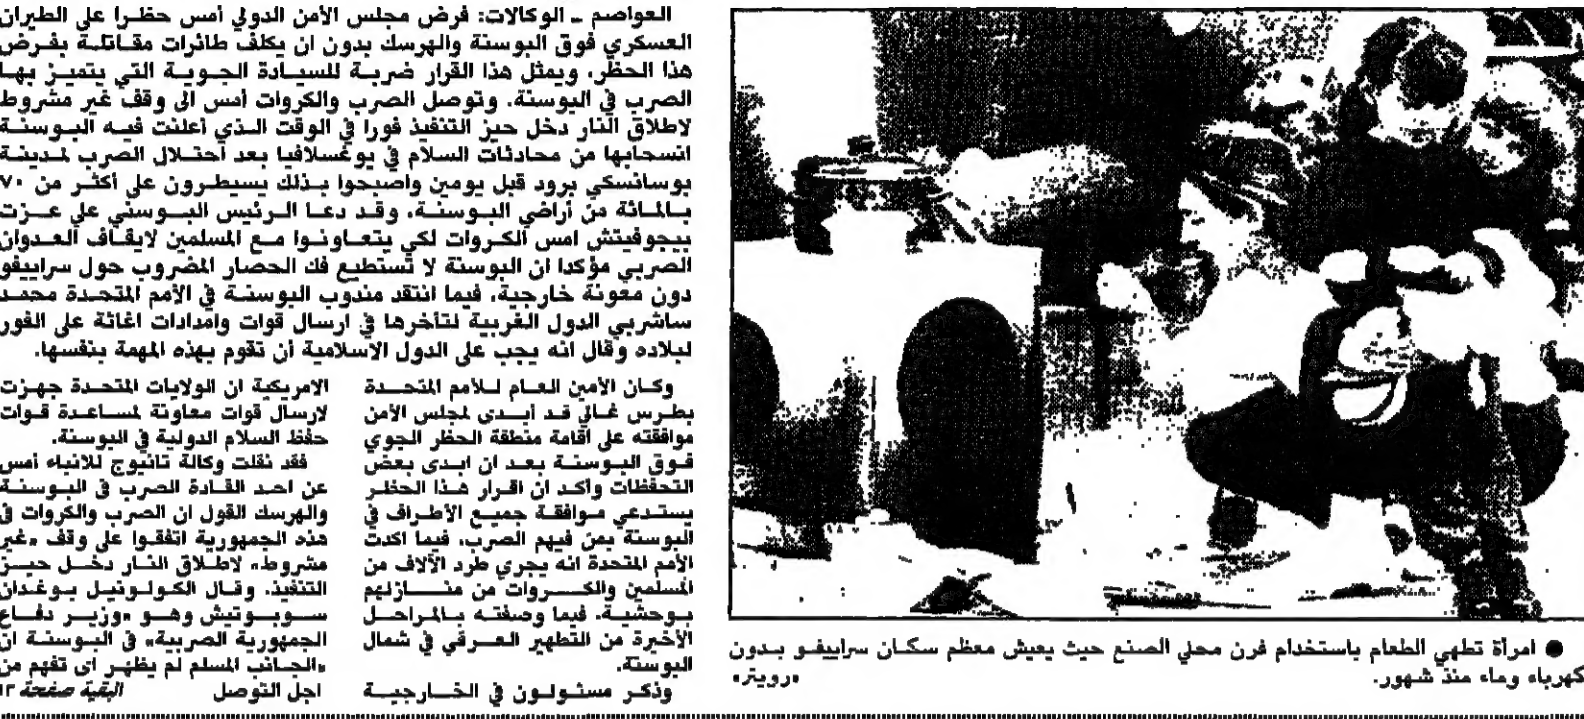 العواصم ـ الوكالات: فرض مجلس الأمن الدولي أمس حظرا على الطيران
العسكري فوق البوسنة والهرسك بدون ان يكلف طائرات مقاتلة بفرض
هذا الحظر. ويمثل هذا القرار ضربة للسيادة الجوية التي يتميز بها
الصرب في البوسنة. وتوصل الصرب والكروات أمس الى وقف غير مشروط
لاطلاق النار دخل حيز التنفيذ فورا في الوقت الذي أعلنت فيه البوسنة
انسحابها من محادثات السلام في يوغسلافيا بعد احتلال الصرب لمدينة
بوسانسكي برود قبل يومين واصبحوا بذلك يسيطرون على أكثر من ٧٠
بالمائة من أراضي البوسنة. وقد دعا الرئيس البوسني علي عزت
بيجوفيتش امس الكروات لكي يتعاونوا مع المسلمين لايقاف العدوان
الصربي مؤكدا ان البوسنة لا تستطيع فك الحصار المضروب حول سراييفو
دون معونة خارجية، فيما انتقد مندوب البوسنة في الأمم المتحدة محمد
ساشربي الدول الغربية لتأخرها في ارسال قوات وامدادات اغاثة على الفور
لبلاده وقال انه يجب على الدول الاسلامية أن تقوم بهذه المهمة بنفسها.
وكان الأمين العام للأمم المتحدة
بطرس غالي قد أبدى لمجلس الأمن
موافقته على اقامة منطقة الحظر الجوي
فوق البوسنة بعد ان ابدى بعض
التحفظات وأكد ان اقرار هذا الحظر
يستدعي موافقة جميع الأطراف في
البوسنة بمن فيهم الصرب، فيما اكدت
الأمم المتحدة انه يجري طرد الآلاف من
المسلمين والكروات من منازلهم
بوحشية، فيما وصفته بالمراحل
الأخيرة من التطهير العرقي في شمال
البوسنة.
وذكر مسئولون في الخارجية
الامريكية ان الولايات المتحدة جهزت
لارسال قوات معاونة لمساعدة قوات
حفظ السلام الدولية في البوسنة.
فقد نقلت وكالة تانيوج للانباء أمس
عن احد القادة الصرب في البوسنة
والهرسك القول ان الصرب والكروات في
هذه الجمهورية اتفقوا على وقف «غير
مشروط» لاطلاق النار دخل حيز
التنفيذ. وقال الكولونيل بوغدان
سوبوتيش وهو «وزير دفاع
الجمهورية الصربية» في البوسنة ان
«الجانب المسلم لم يظهر اى تفهم من
اجل التوصل البقية صفحة ١٣
● امرأة تطهي الطعام باستخدام فرن محلي الصنع حيث يعيش معظم سكان سراييفو بدون
كهرباء وماء منذ شهور. «رويتر»